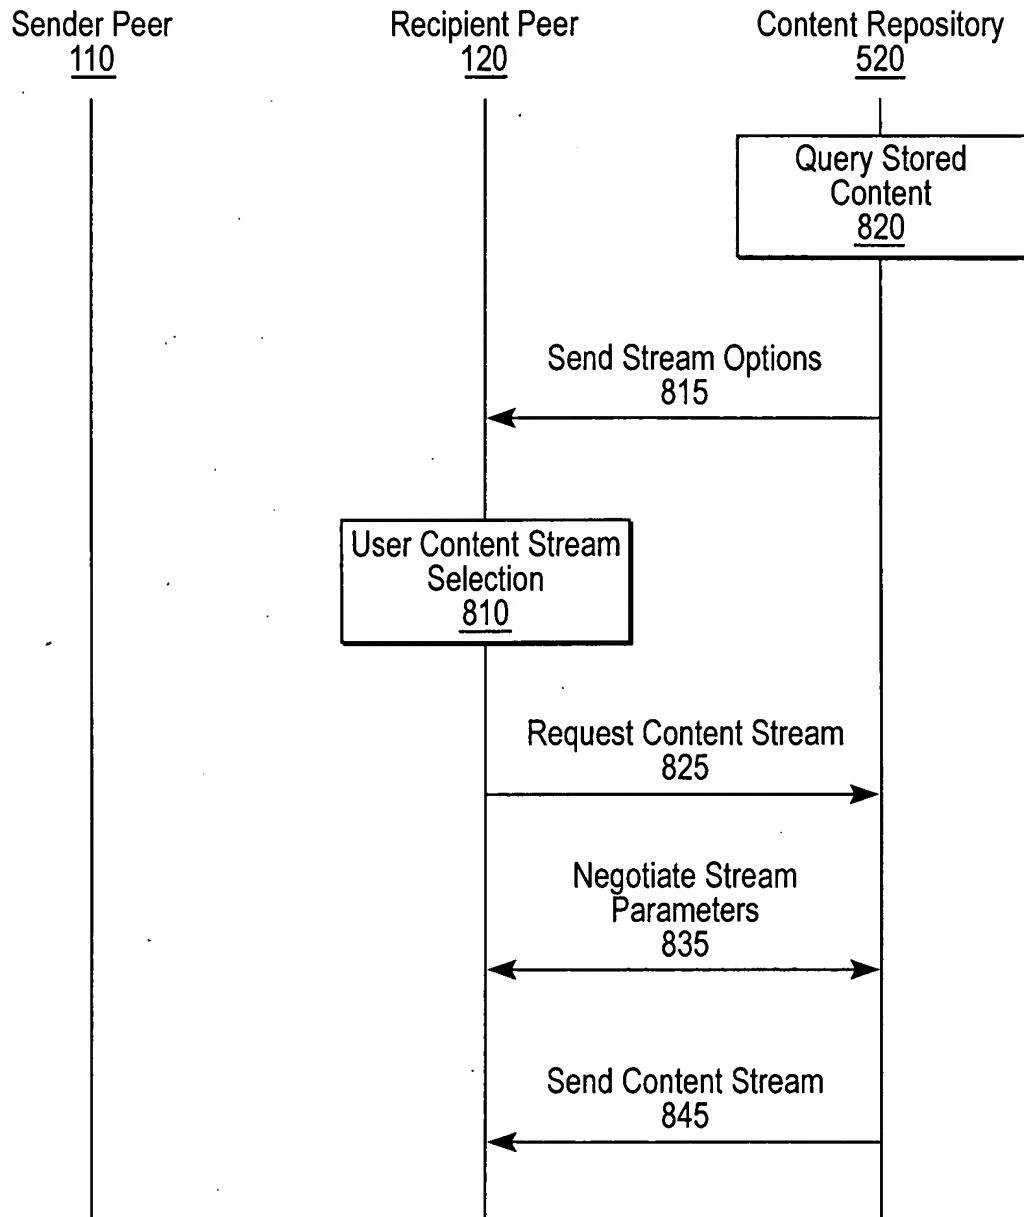 Sender Peer
110
Recipient Peer
120
Content Repository
520
Query Stored
Content
820
Send Stream Options
815
User Content Stream
Selection
810
Request Content Stream
825
Negotiate Stream
Parameters
835
Send Content Stream
845